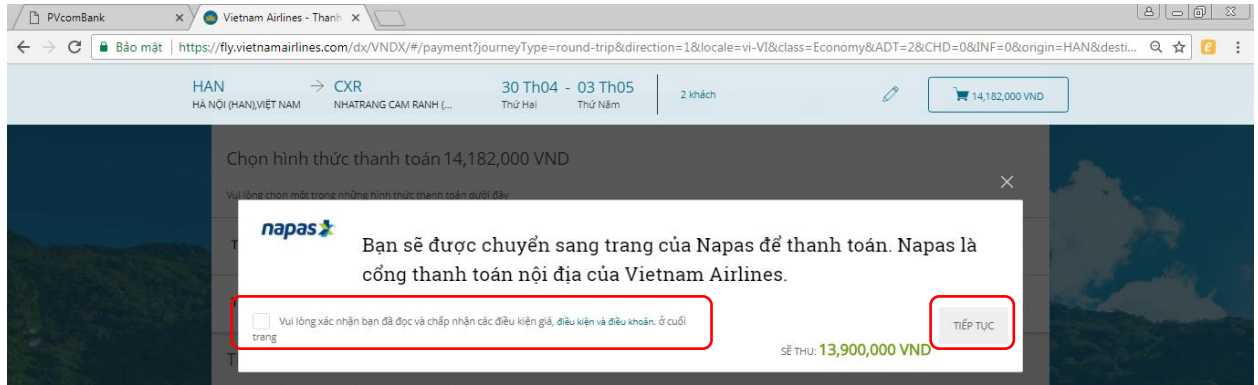 PVcomBank
Vietnam Airlines - Thanh
Bảo mật
https://fly.vietnamairlines.com/dx/VNDX/#/payment?journeyType=round-trip&direction=1&locale=vi-VI&class=Economy&ADT=2&CHD=0&INF=0&origin=HAN&desti...
HAN → CXR 30 Th04 - 03 Th05 2 khách 14,182,000 VND
HÀ NỘI (HAN),VIỆT NAM NHATRANG CAM RANH (... Thứ Hai Thứ Năm
Chọn hình thức thanh toán 14,182,000 VND
Vui lòng chọn một trong những hình thức thanh toán dưới đây
napas
Bạn sẽ được chuyển sang trang của Napas để thanh toán. Napas là
cổng thanh toán nội địa của Vietnam Airlines.
Vui lòng xác nhận bạn đã đọc và chấp nhận các điều kiện giá, điều kiện và điều khoản. ở cuối
trang
TIẾP TỤC
SẼ THU: 13,900,000 VND